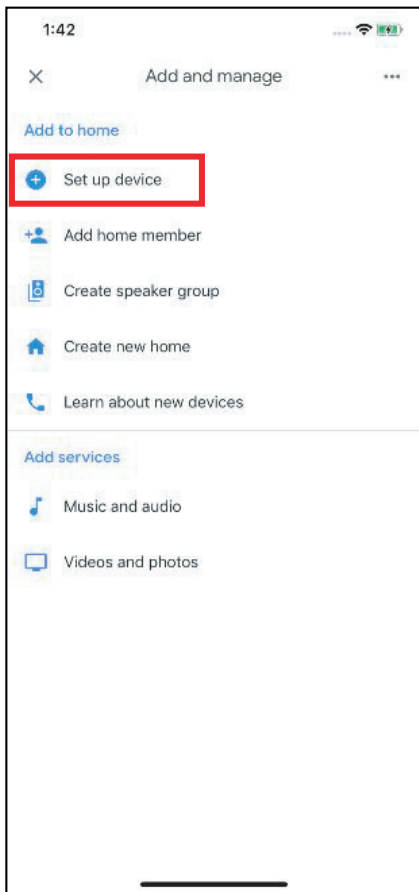 1:42
Add and manage
Add to home
Set up device
Add home member
Create speaker group
Create new home
Learn about new devices
Add services
Music and audio
Videos and photos